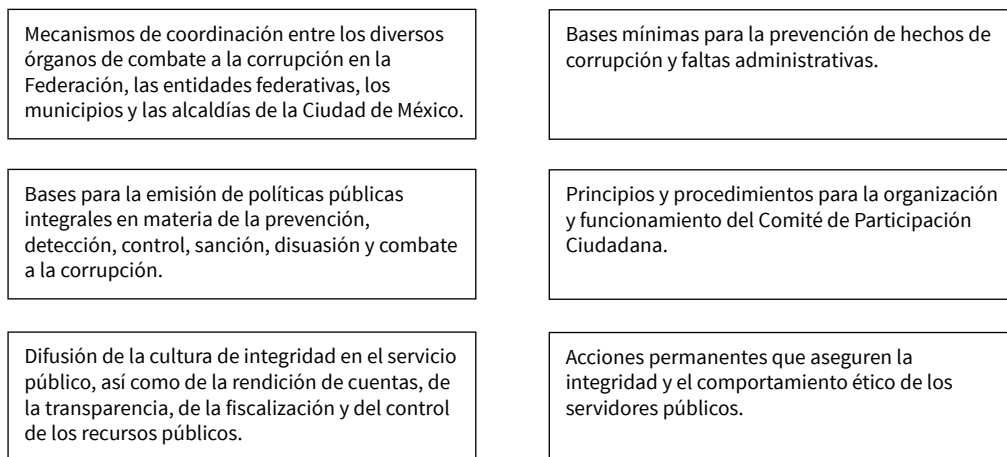 Mecanismos de coordinación entre los diversos
órganos de combate a la corrupción en la
Federación, las entidades federativas, los
municipios y las alcaldías de la Ciudad de México.
Bases mínimas para la prevención de hechos de
corrupción y faltas administrativas.
Bases para la emisión de políticas públicas
integrales en materia de la prevención,
detección, control, sanción, disuasión y combate
a la corrupción.
Principios y procedimientos para la organización
y funcionamiento del Comité de Participación
Ciudadana.
Difusión de la cultura de integridad en el servicio
público, así como de la rendición de cuentas, de
la transparencia, de la fiscalización y del control
de los recursos públicos.
Acciones permanentes que aseguren la
integridad y el comportamiento ético de los
servidores públicos.